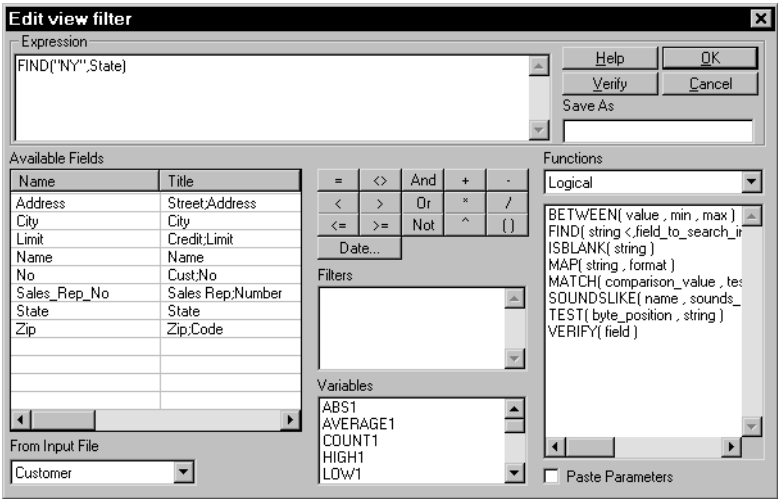 Edit view filter
Expression
FIND("NY",State)
Help
OK
Verify
Cancel
Save As
Available Fields
Name Title
Address Street;Address
City City
Limit Credit;Limit
Name Name
No Cust;No
Sales_Rep_No Sales Rep;Number
State State
Zip Zip;Code
From Input File
Customer
= <> And + -
< > Or * /
<= >= Not ^ ()
Date...
Filters
Variables
ABS1
AVERAGE1
COUNT1
HIGH1
LOW1
Functions
Logical
BETWEEN( value , min , max )
FIND( string <,field_to_search_in
ISBLANK( string )
MAP( string , format )
MATCH( comparison_value , tes
SOUNDSLIKE( name , sounds_
TEST( byte_position , string )
VERIFY( field )
Paste Parameters